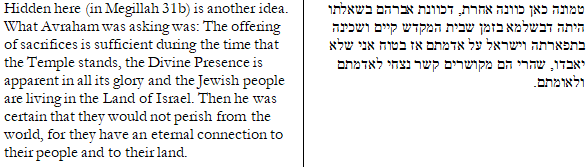 Hidden here (in Megillah 31b) is another idea.
What Avraham was asking was: The offering
of sacrifices is sufficient during the time that
the Temple stands, the Divine Presence is
apparent in all its glory and the Jewish people
are living in the Land of Israel. Then he was
certain that they would not perish from the
world, for they have an eternal connection to
their people and to their land.
טמונה כאן כוונה אחרת, דכוונת אברהם בשאלתו
היתה דבשלמא בזמן שבית המקדש קיים ושכינה
בתפארתה וישראל על אדמתם אז בטוח אני שלא
יאבדו, שהרי הם מקושרים קשר נצחי לאדמתם
ולאומתם.